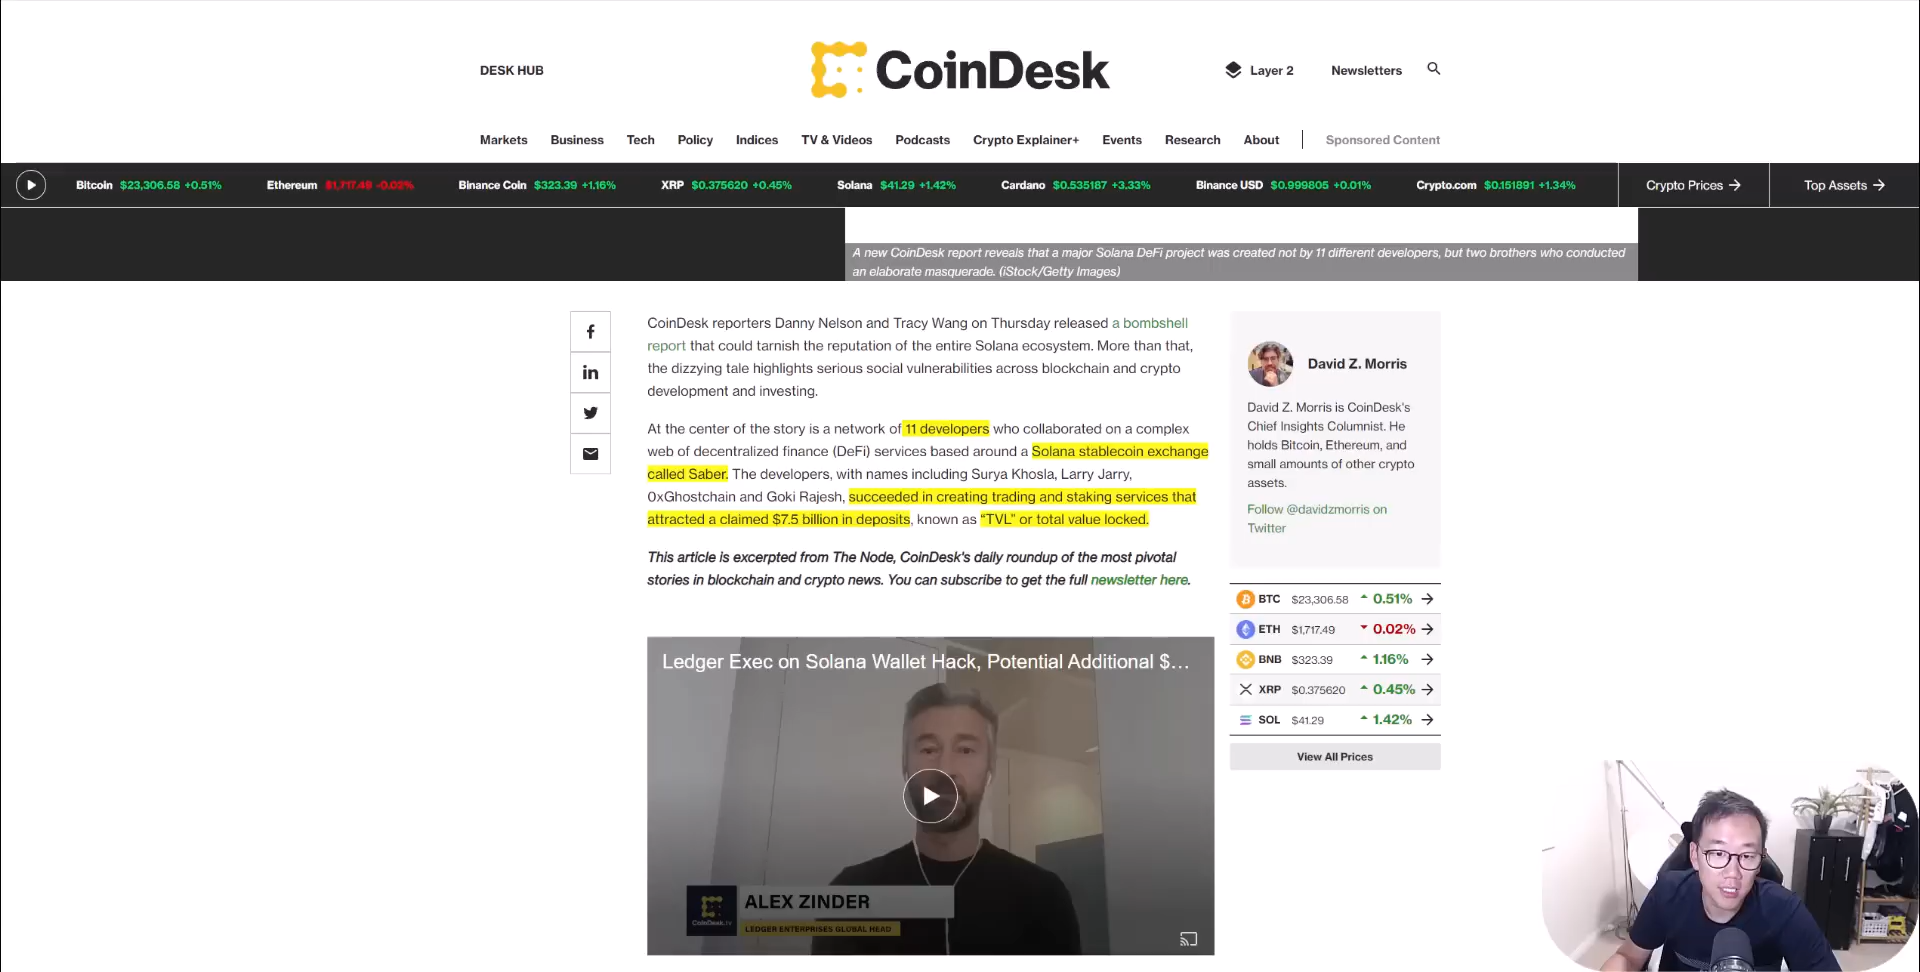 DESK HUB
CoinDesk
Layer 2
Newsletters
Markets Business Tech Policy Indices TV & Videos Podcasts Crypto Explainer+ Events Research About Sponsored Content
Bitcoin $23,306.58 +0.51% Ethereum $1,717.49 -0.02% Binance Coin $323.39 +1.16% XRP $0.375620 +0.45% Solana $41.29 +1.42% Cardano $0.535187 +3.33% Binance USD $0.999805 +0.01% Crypto.com $0.151891 +1.34% Crypto Prices → Top Assets →
A new CoinDesk report reveals that a major Solana DeFi project was created not by 11 different developers, but two brothers who conducted
an elaborate masquerade. (iStock/Getty Images)
CoinDesk reporters Danny Nelson and Tracy Wang on Thursday released a bombshell
report that could tarnish the reputation of the entire Solana ecosystem. More than that,
the dizzying tale highlights serious social vulnerabilities across blockchain and crypto
development and investing.
At the center of the story is a network of 11 developers who collaborated on a complex
web of decentralized finance (DeFi) services based around a Solana stablecoin exchange
called Saber. The developers, with names including Surya Khosla, Larry Jarry,
0xGhostchain and Goki Rajesh, succeeded in creating trading and staking services that
attracted a claimed $7.5 billion in deposits, known as “TVL” or total value locked.
This article is excerpted from The Node, CoinDesk's daily roundup of the most pivotal
stories in blockchain and crypto news. You can subscribe to get the full newsletter here.
Ledger Exec on Solana Wallet Hack, Potential Additional $...
ALEX ZINDER
CoinDesk.tv
LEDGER ENTERPRISES GLOBAL HEAD
David Z. Morris
David Z. Morris is CoinDesk's
Chief Insights Columnist. He
holds Bitcoin, Ethereum, and
small amounts of other crypto
assets.
Follow @davidzmorris on
Twitter
BTC $23,306.58 0.51% →
ETH $1,717.49 0.02% →
BNB $323.39 1.16% →
XRP $0.375620 0.45% →
SOL $41.29 1.42% →
View All Prices